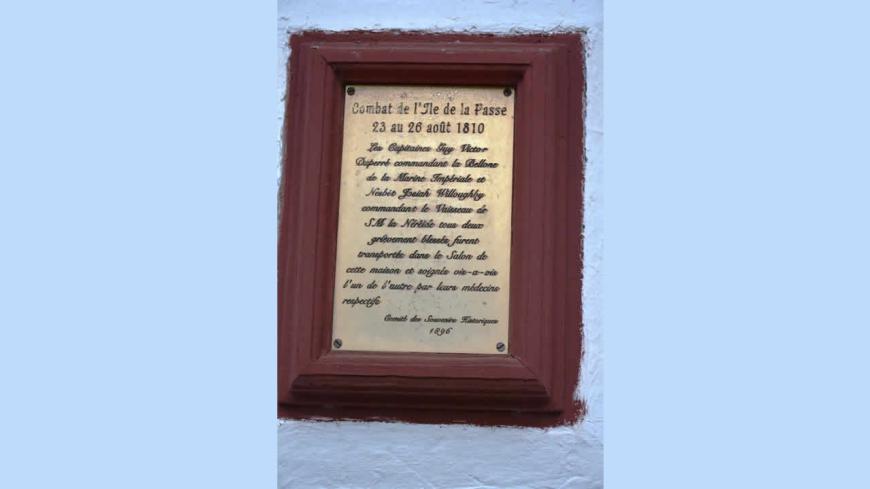 Combat de l'Ile de la Passe
23 au 26 août 1810
Les Capitaines Guy Victor
Duperré commandant la Bellone
de la Marine Impériale et
Nesbit Josiah Willoughby
commandant le Vaisseau de
S.M la Néréide tous deux
grièvement blessés, furent
transportés dans le Salon de
cette maison et soignés vis-a-vis
l'un de l'autre par leurs médecins
respectifs
Comité des Souvenirs Historiques
1896